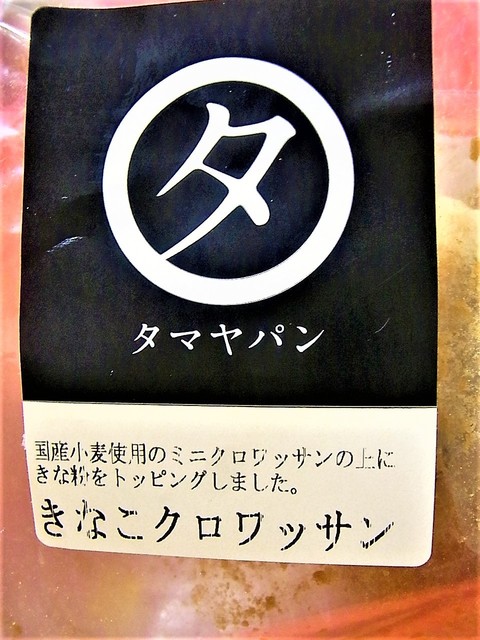 タ
タマヤパン
国産小麦使用のミニクロワッサンの上に
きな粉をトッピングしました。
きなこクロワッサン